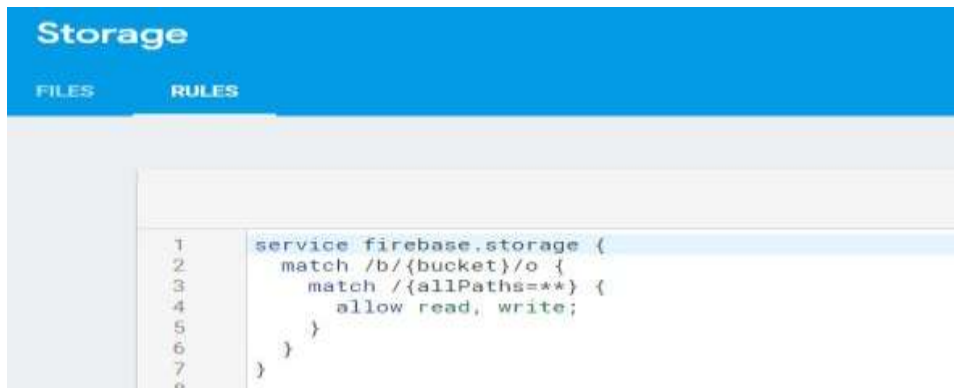 Storage
FILES RULES
1 service firebase.storage {
2 match /b/{bucket}/o {
3 match /{allPaths=**} {
4 allow read, write;
5 }
6 }
7 }